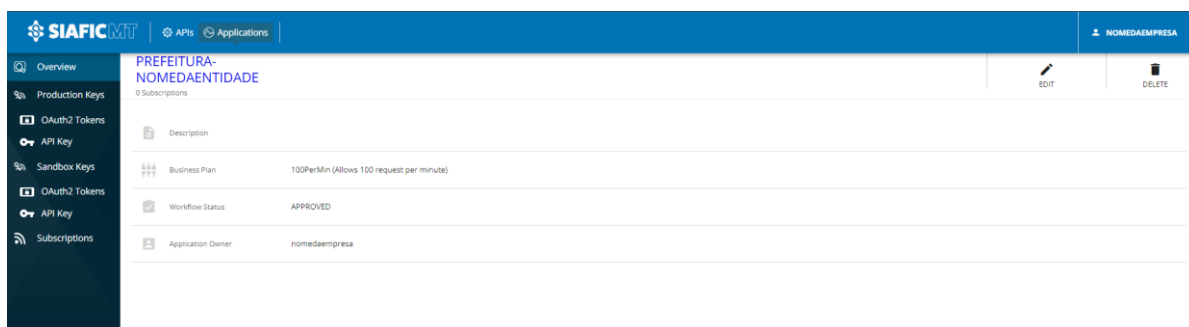 SIAFICMT
APIs
Applications
NOMEDAEMPRESA
Overview
Production Keys
OAuth2 Tokens
API Key
Sandbox Keys
OAuth2 Tokens
API Key
Subscriptions
PREFEITURA-
NOMEDAENTIDADE
0 Subscriptions
EDIT
DELETE
Description
Business Plan 100PerMin (Allows 100 request per minute)
Workflow Status APPROVED
Application Owner nomedaempresa